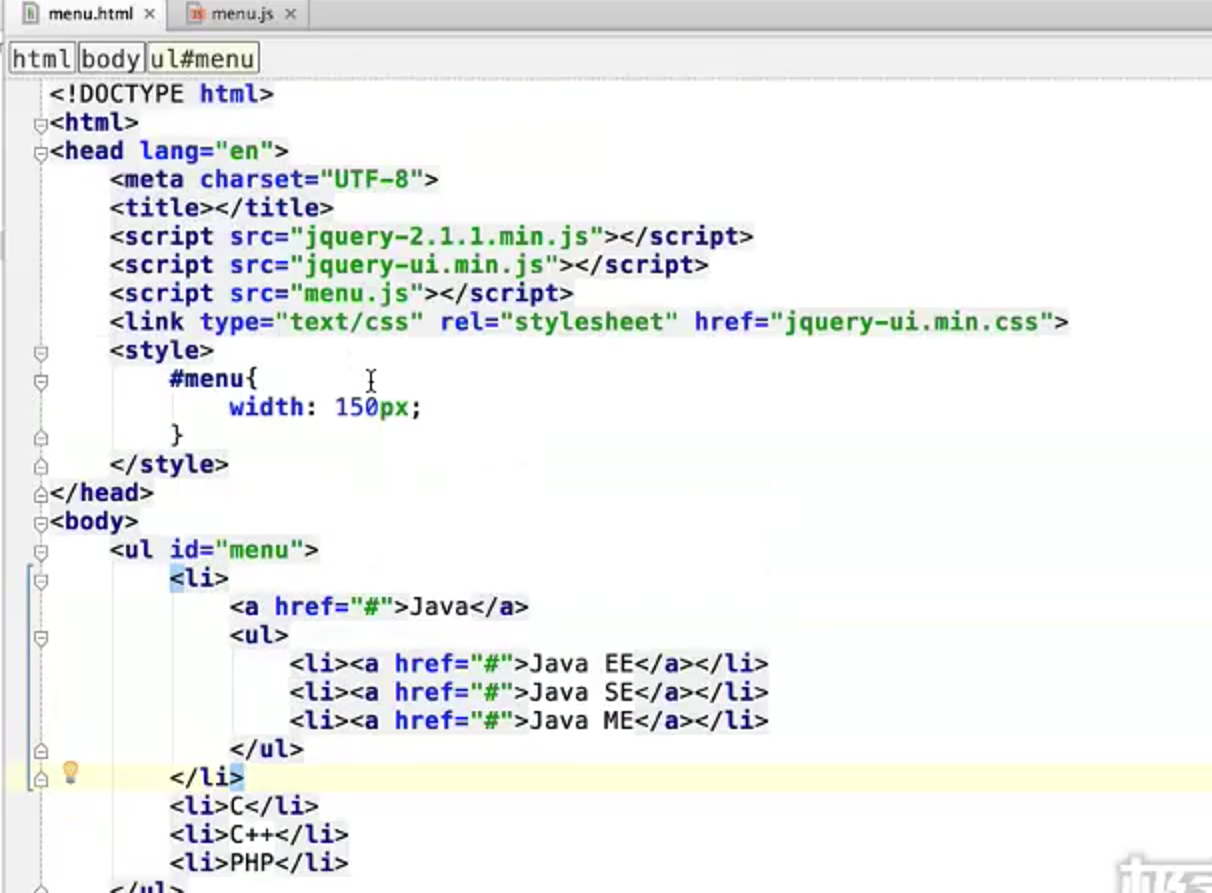 menu.html × menu.js ×
html body ul#menu
<!DOCTYPE html>
<html>
<head lang="en">
    <meta charset="UTF-8">
    <title></title>
    <script src="jquery-2.1.1.min.js"></script>
    <script src="jquery-ui.min.js"></script>
    <script src="menu.js"></script>
    <link type="text/css" rel="stylesheet" href="jquery-ui.min.css">
    <style>
        #menu{
            width: 150px;
        }
    </style>
</head>
<body>
    <ul id="menu">
        <li>
            <a href="#">Java</a>
            <ul>
                <li><a href="#">Java EE</a></li>
                <li><a href="#">Java SE</a></li>
                <li><a href="#">Java ME</a></li>
            </ul>
        </li>
        <li>C</li>
        <li>C++</li>
        <li>PHP</li>
    </ul>